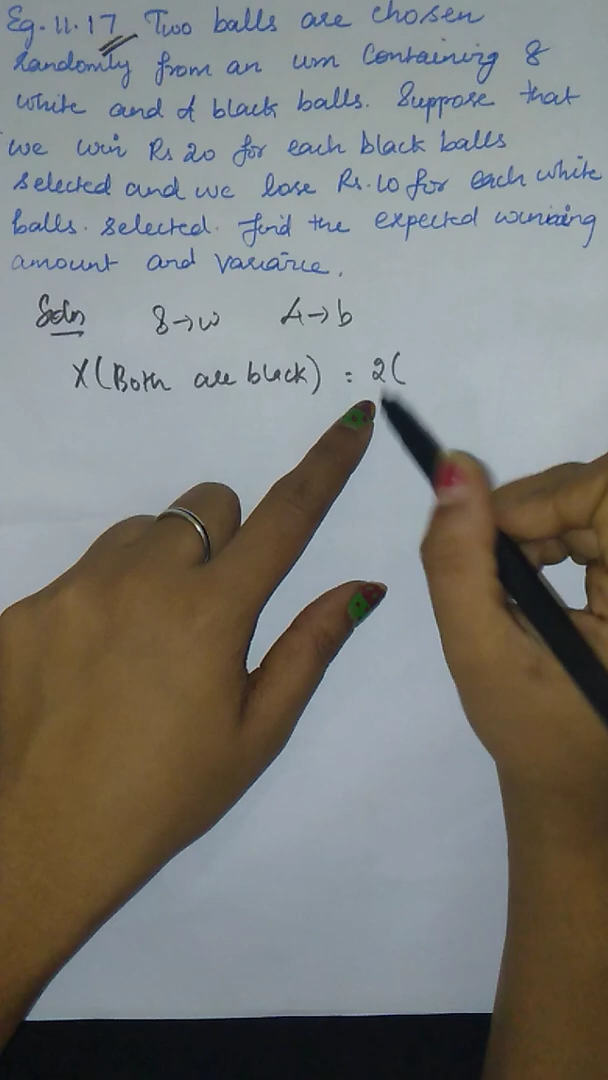 Eg. 11.17 Two balls are chosen
randomly from an urn Containing 8
white and 4 black balls. Suppose that
we win Rs 20 for each black balls
selected and we lose Rs.10 for each white
balls. selected. find the expected winning
amount and variance.
Soln 8→w 4→b
X(Both are black) = 2(